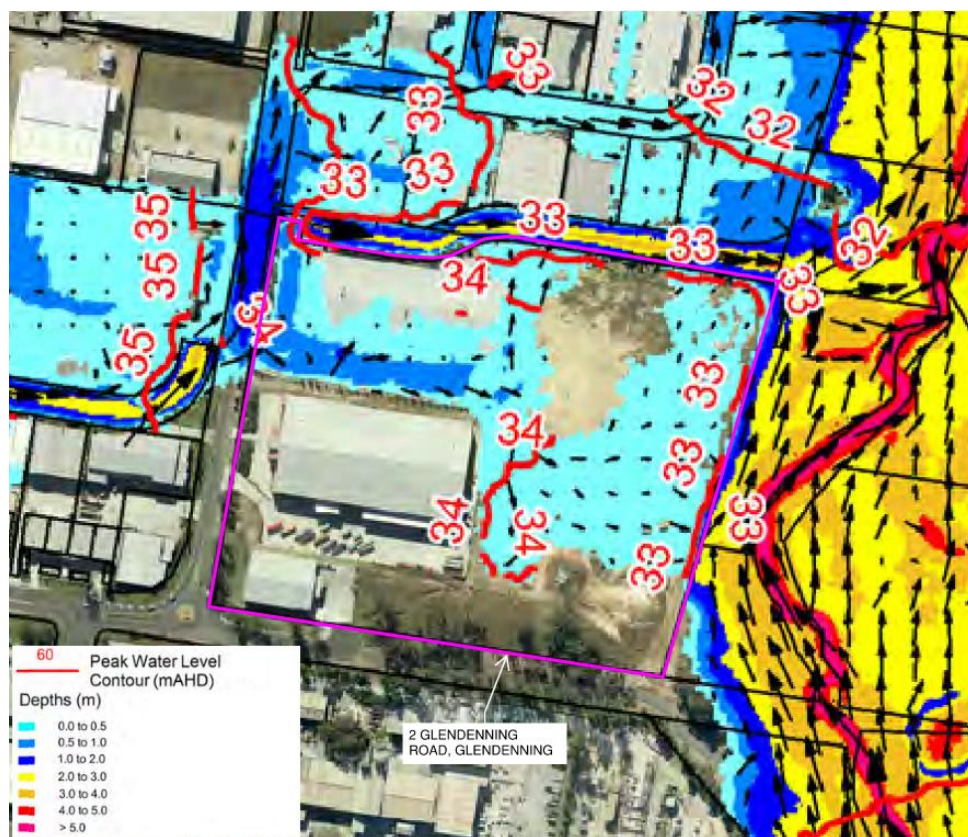 33
32
33
32
33
33
35
33
33
32
34
35
33
34
35
33
34
33
34
33
34
33
60
Peak Water Level
Contour (mAHD)
Depths (m)
0.0 to 0.5
0.5 to 1.0
1.0 to 2.0
2.0 to 3.0
3.0 to 4.0
4.0 to 5.0
> 5.0
2 GLENDENNING
ROAD, GLENDENNING